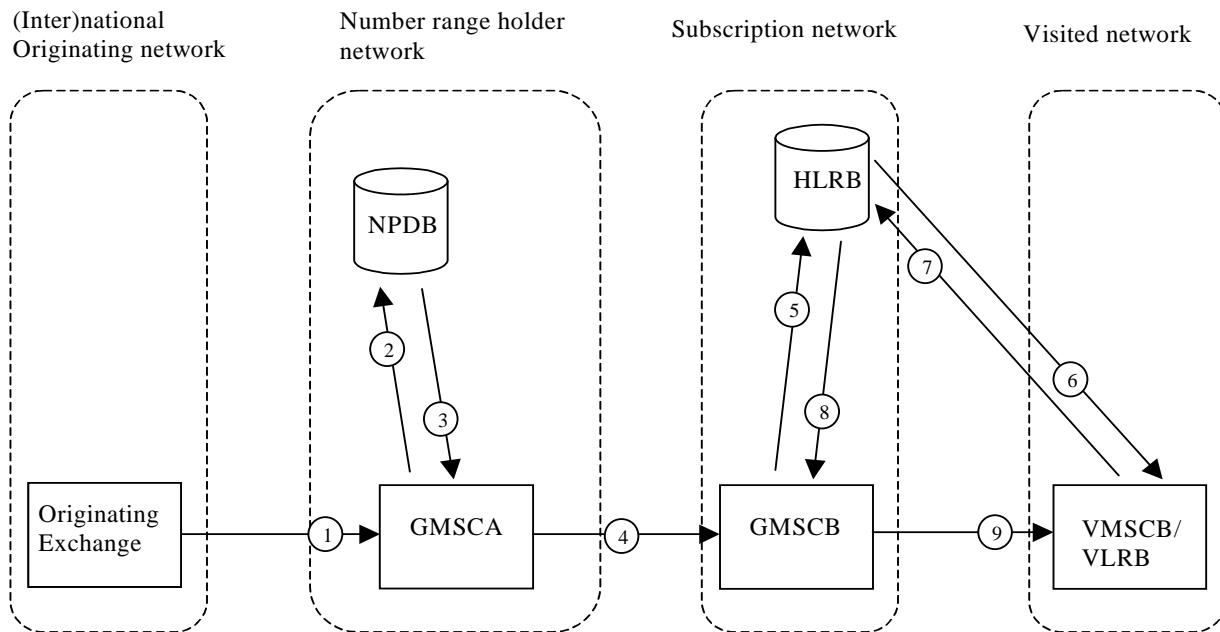 (Inter)national
Originating network
Number range holder
network
Subscription network
Visited network
NPDB
HLRB
7
5
2
6
3
8
Originating
Exchange
1
GMSCA
4
GMSCB
9
VMSCB/
VLRB